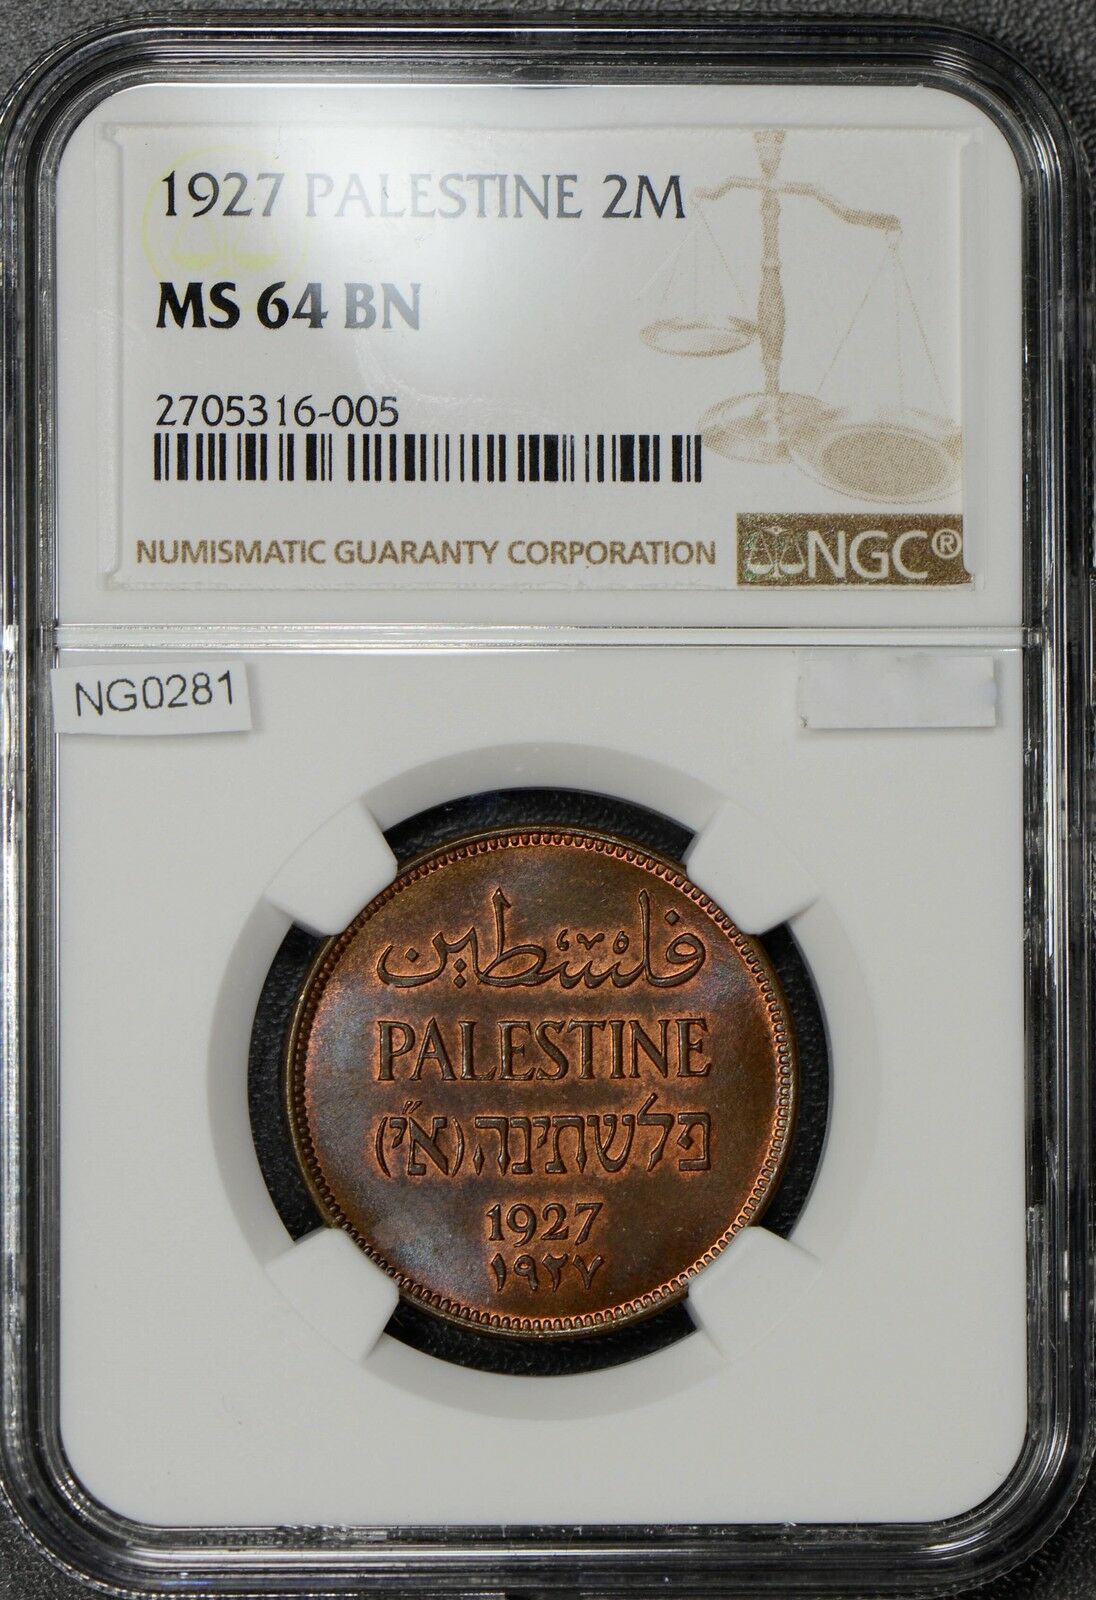 1927 PALESTINE 2M
MS 64 BN
2705316-005
NUMISMATIC GUARANTY CORPORATION NGC®
NG0281
فلسطين
PALESTINE
פלשתינה (א״י)
1927
١٩٢٧